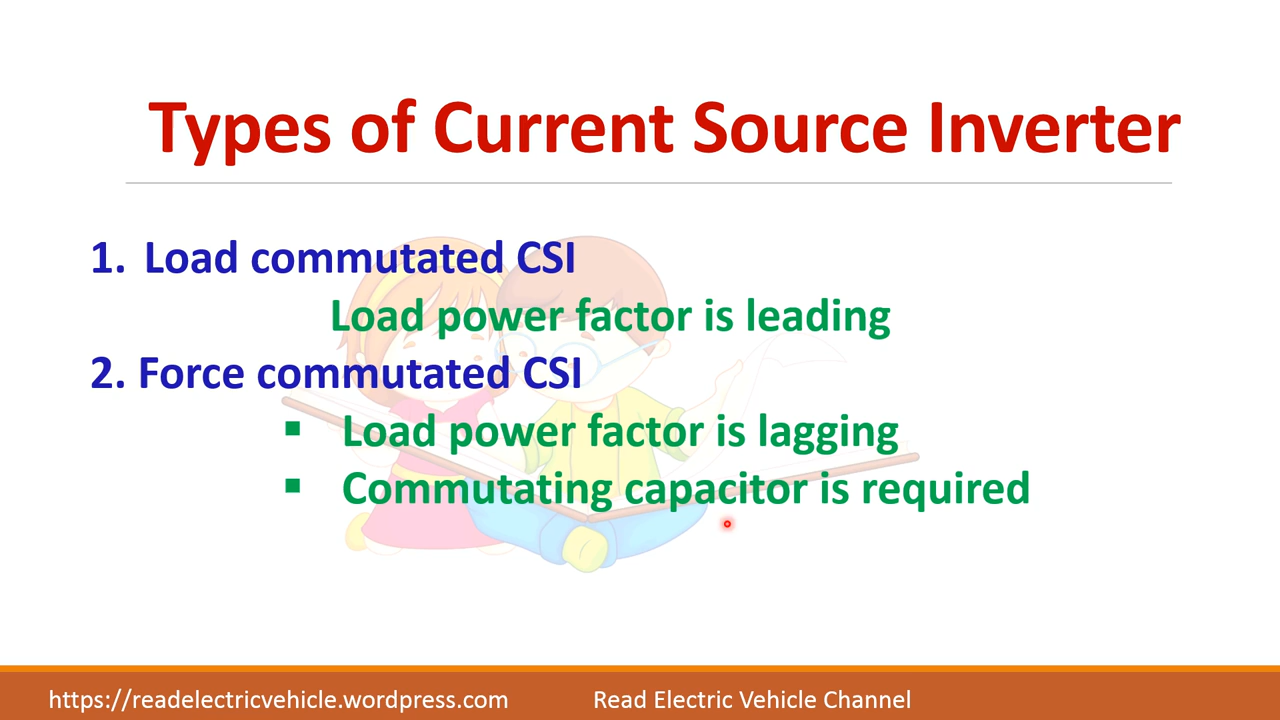 Types of Current Source Inverter
1. Load commutated CSI
Load power factor is leading
2. Force commutated CSI
▪ Load power factor is lagging
▪ Commutating capacitor is required
https://readelectricvehicle.wordpress.com Read Electric Vehicle Channel